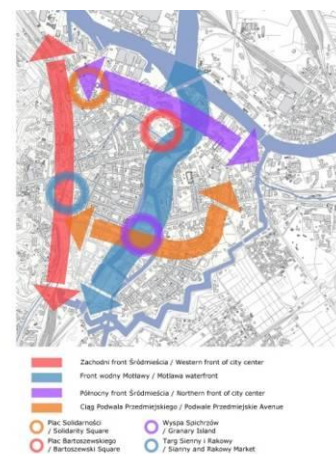 Zachodni front Śródmieścia / Western front of city center
Front wodny Motławy / Motlawa waterfront
Północny front Śródmieścia / Northern front of city center
Ciąg Podwala Przedmiejskiego / Podwale Przedmiejskie Avenue
Plac Solidarności
/ Solidarity Square
Plac Bartoszewskiego
/ Bartoszewski Square
Wyspa Spichrzów
/ Granary Island
Targ Sienny i Rakowy
/ Sianny and Rakowy Market